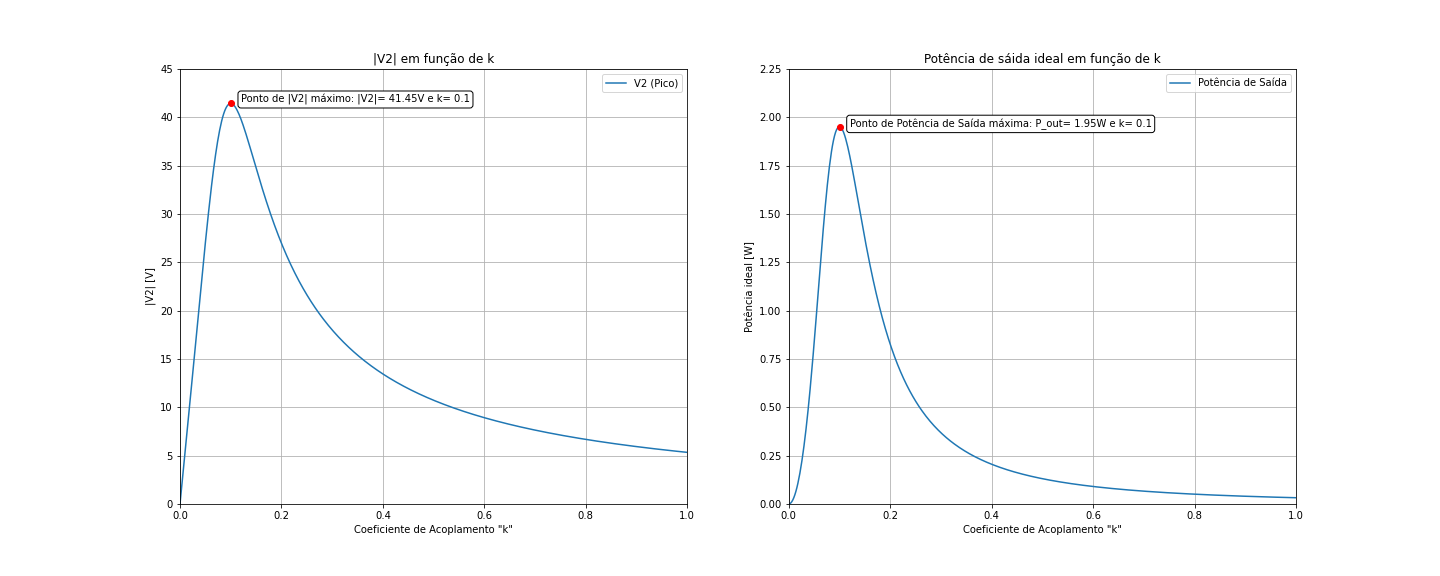 |V2| em função de k
45
40
35
30
25
20
15
10
5
0
|V2| [V]
V2 (Pico)
Ponto de |V2| máximo: |V2|= 41.45V e k= 0.1
0.0 0.2 0.4 0.6 0.8 1.0
Coeficiente de Acoplamento "k"
Potência de sáida ideal em função de k
2.25
2.00
1.75
1.50
1.25
1.00
0.75
0.50
0.25
0.00
Potência ideal [W]
Potência de Saída
Ponto de Potência de Saída máxima: P_out= 1.95W e k= 0.1
0.0 0.2 0.4 0.6 0.8 1.0
Coeficiente de Acoplamento "k"